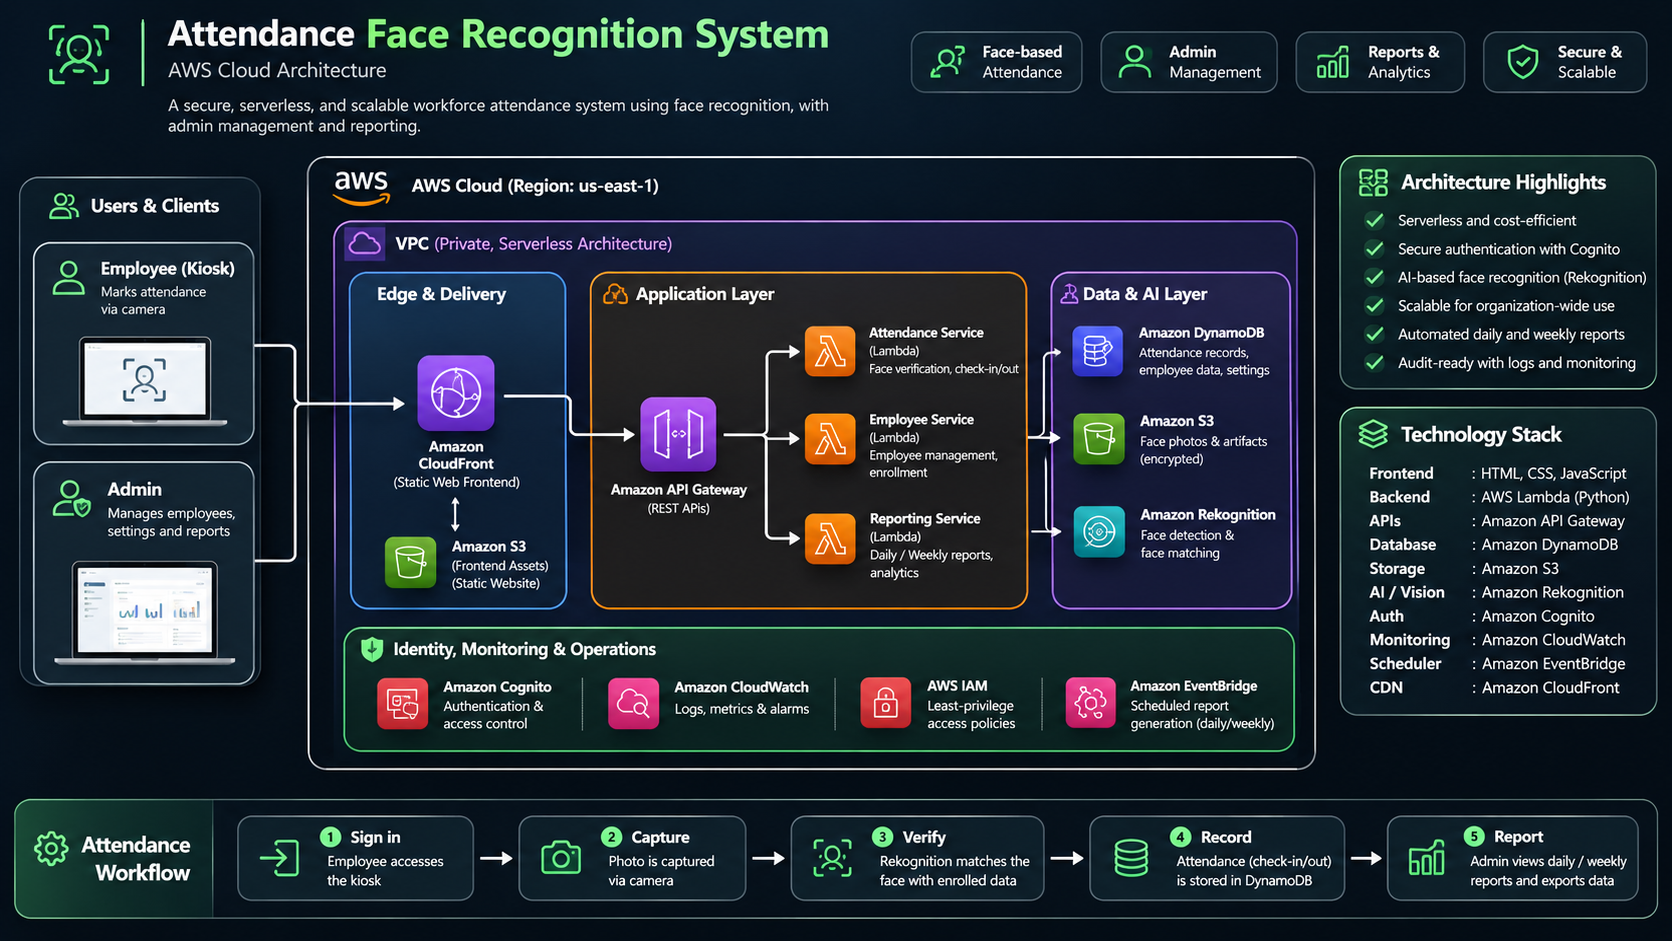 Attendance Face Recognition System
AWS Cloud Architecture
A secure, serverless, and scalable workforce attendance system using face recognition, with
admin management and reporting.
Face-based
Attendance
Admin
Management
Reports &
Analytics
Secure &
Scalable
Users & Clients
Employee (Kiosk)
Marks attendance
via camera
Admin
Manages employees,
settings and reports
aws
AWS Cloud (Region: us-east-1)
VPC (Private, Serverless Architecture)
Edge & Delivery
Amazon
CloudFront
(Static Web Frontend)
Amazon S3
(Frontend Assets)
(Static Website)
Application Layer
Amazon API Gateway
(REST APIs)
Attendance Service
(Lambda)
Face verification, check-in/out
Employee Service
(Lambda)
Employee management,
enrollment
Reporting Service
(Lambda)
Daily / Weekly reports,
analytics
Data & AI Layer
Amazon DynamoDB
Attendance records,
employee data, settings
Amazon S3
Face photos & artifacts
(encrypted)
Amazon Rekognition
Face detection &
face matching
Identity, Monitoring & Operations
Amazon Cognito
Authentication &
access control
Amazon CloudWatch
Logs, metrics & alarms
AWS IAM
Least-privilege
access policies
Amazon EventBridge
Scheduled report
generation (daily/weekly)
Architecture Highlights
Serverless and cost-efficient
Secure authentication with Cognito
AI-based face recognition (Rekognition)
Scalable for organization-wide use
Automated daily and weekly reports
Audit-ready with logs and monitoring
Technology Stack
Frontend : HTML, CSS, JavaScript
Backend : AWS Lambda (Python)
APIs : Amazon API Gateway
Database : Amazon DynamoDB
Storage : Amazon S3
AI / Vision : Amazon Rekognition
Auth : Amazon Cognito
Monitoring : Amazon CloudWatch
Scheduler : Amazon EventBridge
CDN : Amazon CloudFront
Attendance
Workflow
1 Sign in
Employee accesses
the kiosk
2 Capture
Photo is captured
via camera
3 Verify
Rekognition matches the
face with enrolled data
4 Record
Attendance (check-in/out)
is stored in DynamoDB
5 Report
Admin views daily / weekly
reports and exports data